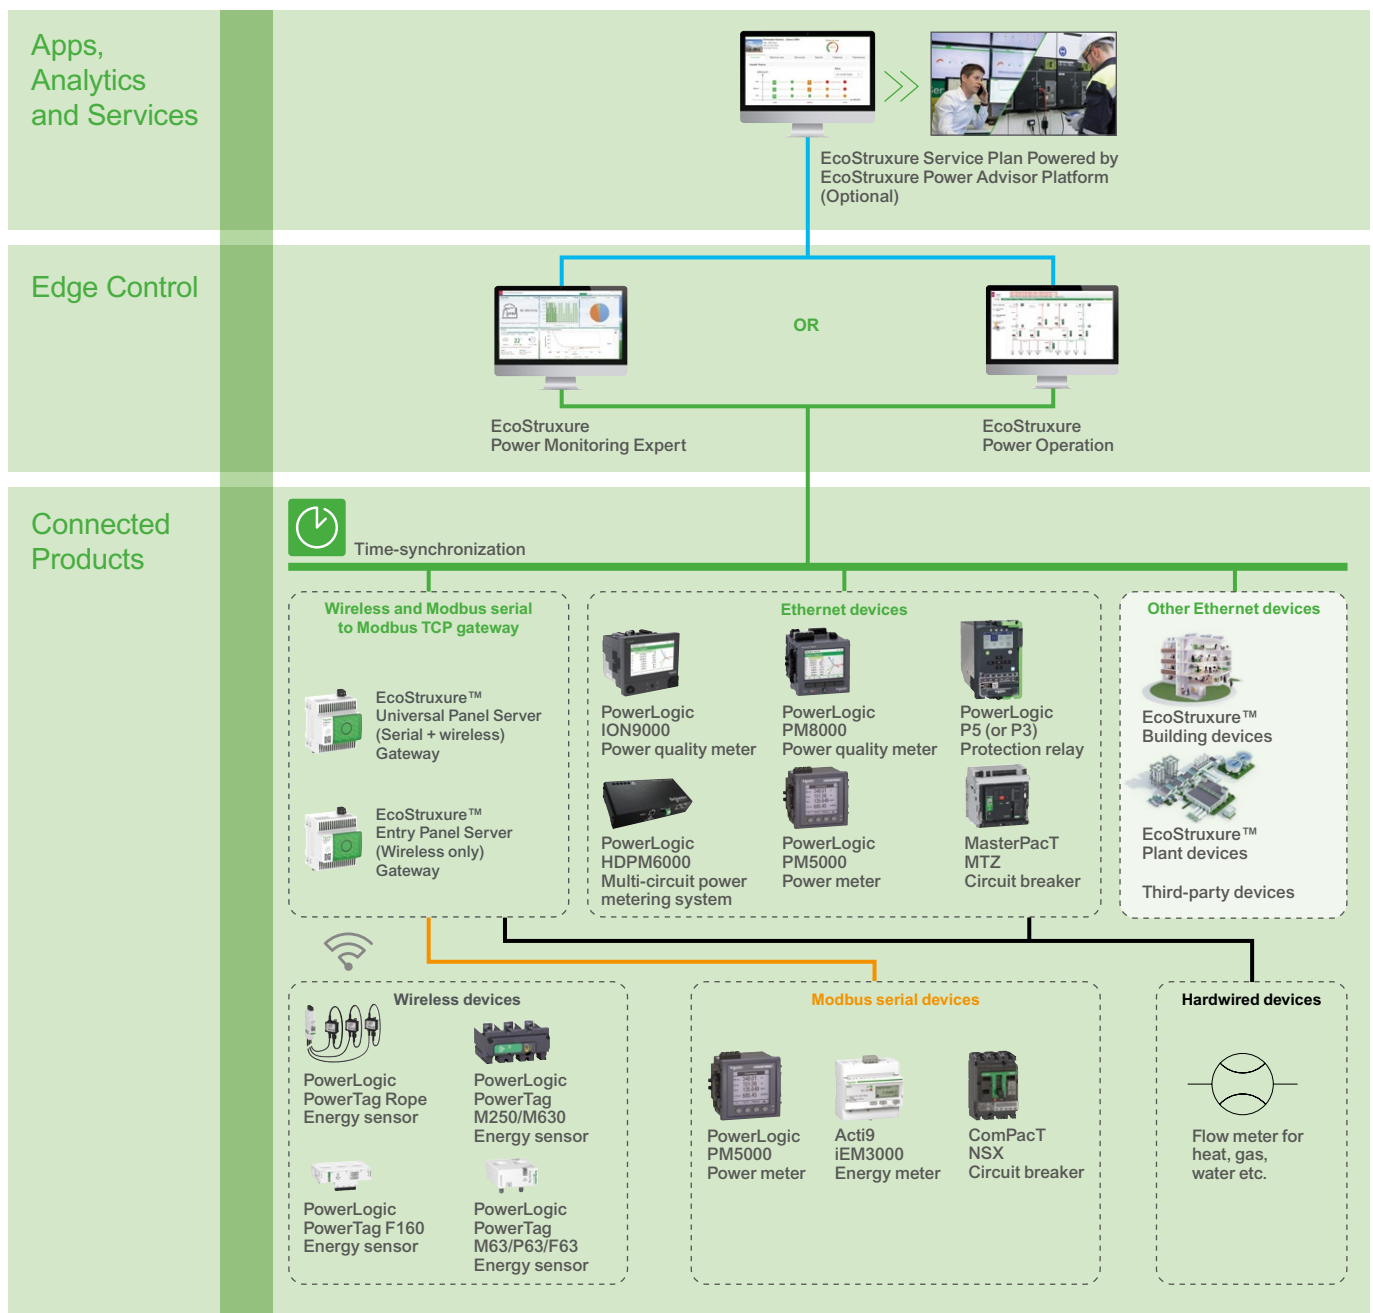 Apps,
Analytics
and Services
EcoStruxure Service Plan Powered by
EcoStruxure Power Advisor Platform
(Optional)
Edge Control
OR
EcoStruxure
Power Monitoring Expert
EcoStruxure
Power Operation
Connected
Products
Time-synchronization
Wireless and Modbus serial
to Modbus TCP gateway
EcoStruxure™
Universal Panel Server
(Serial + wireless)
Gateway
EcoStruxure™
Entry Panel Server
(Wireless only)
Gateway
Ethernet devices
PowerLogic
ION9000
Power quality meter
PowerLogic
PM8000
Power quality meter
PowerLogic
P5 (or P3)
Protection relay
PowerLogic
HDPM6000
Multi-circuit power
metering system
PowerLogic
PM5000
Power meter
MasterPacT
MTZ
Circuit breaker
Other Ethernet devices
EcoStruxure™
Building devices
EcoStruxure™
Plant devices
Third-party devices
Wireless devices
PowerLogic
PowerTag Rope
Energy sensor
PowerLogic
PowerTag
M250/M630
Energy sensor
PowerLogic
PowerTag F160
Energy sensor
PowerLogic
PowerTag
M63/P63/F63
Energy sensor
Modbus serial devices
PowerLogic
PM5000
Power meter
Acti9
iEM3000
Energy meter
ComPacT
NSX
Circuit breaker
Hardwired devices
Flow meter for
heat, gas,
water etc.